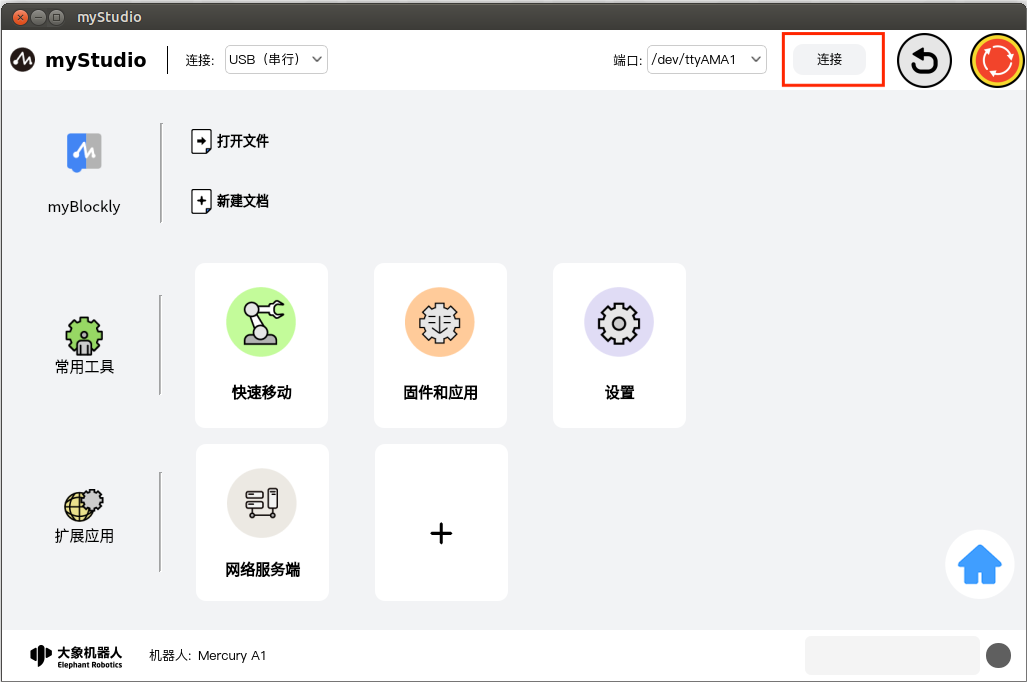 myStudio
myStudio
连接: USB（串行）
端口: /dev/ttyAMA1
连接
myBlockly
打开文件
新建文档
常用工具
快速移动
固件和应用
设置
扩展应用
网络服务端
大象机器人
Elephant Robotics
机器人: Mercury A1